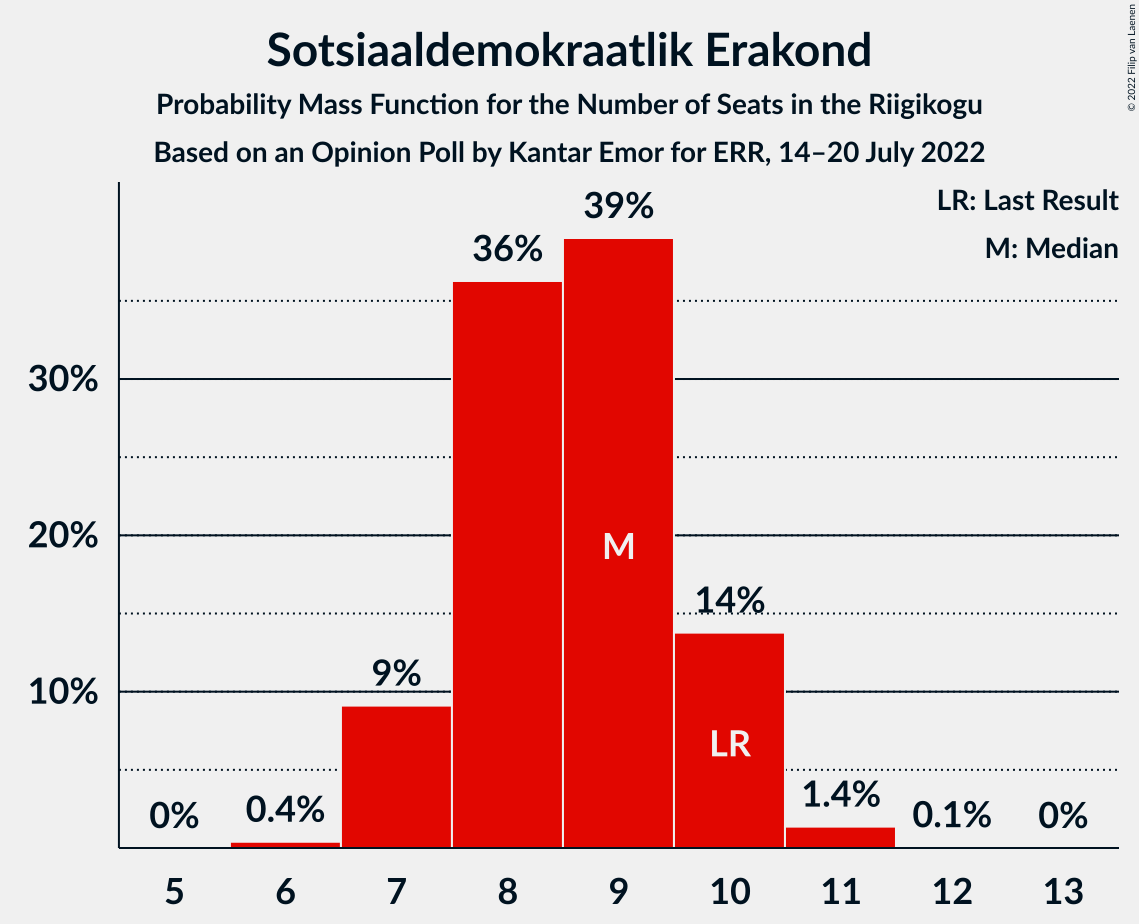 Sotsiaaldemokraatlik Erakond
Probability Mass Function for the Number of Seats in the Riigikogu
Based on an Opinion Poll by Kantar Emor for ERR, 14–20 July 2022
© 2022 Filip van Laenen
LR: Last Result
M: Median
39%
36%
30%
20%
M
14%
10%
9%
LR
0%
0.4%
1.4%
0.1%
0%
5 6 7 8 9 10 11 12 13